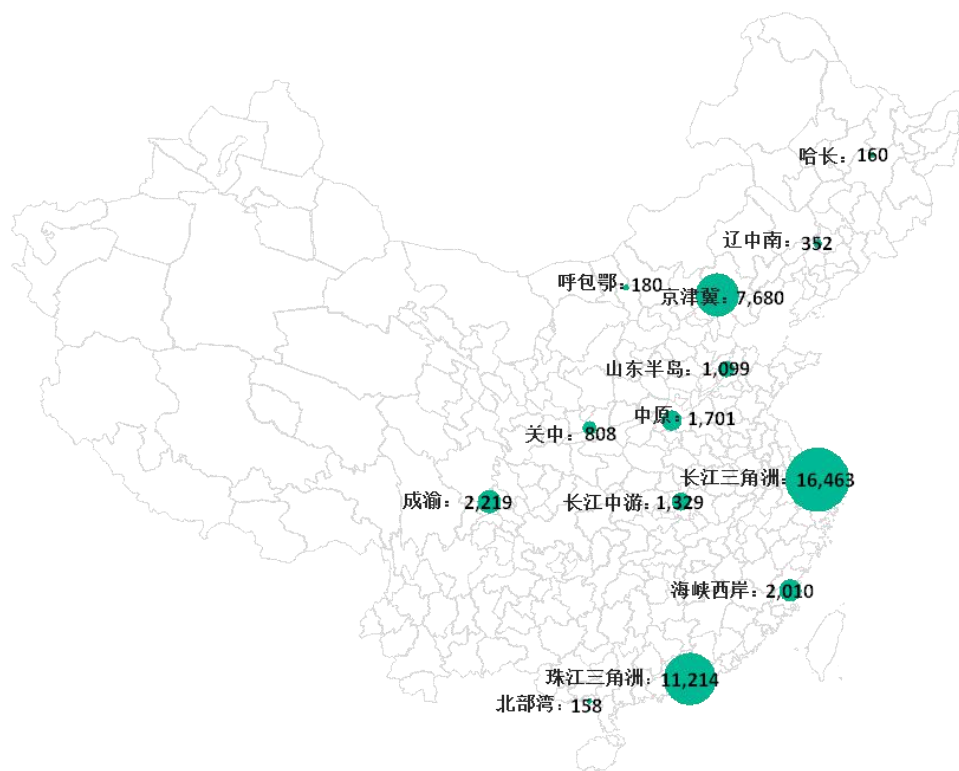 哈长：160
辽中南：352
呼包鄂：180
京津冀：7,680
山东半岛：1,099
中原：1,701
关中：808
长江三角洲：16,463
成渝：2,219
长江中游：1,329
海峡西岸：2,010
珠江三角洲：11,214
北部湾：158